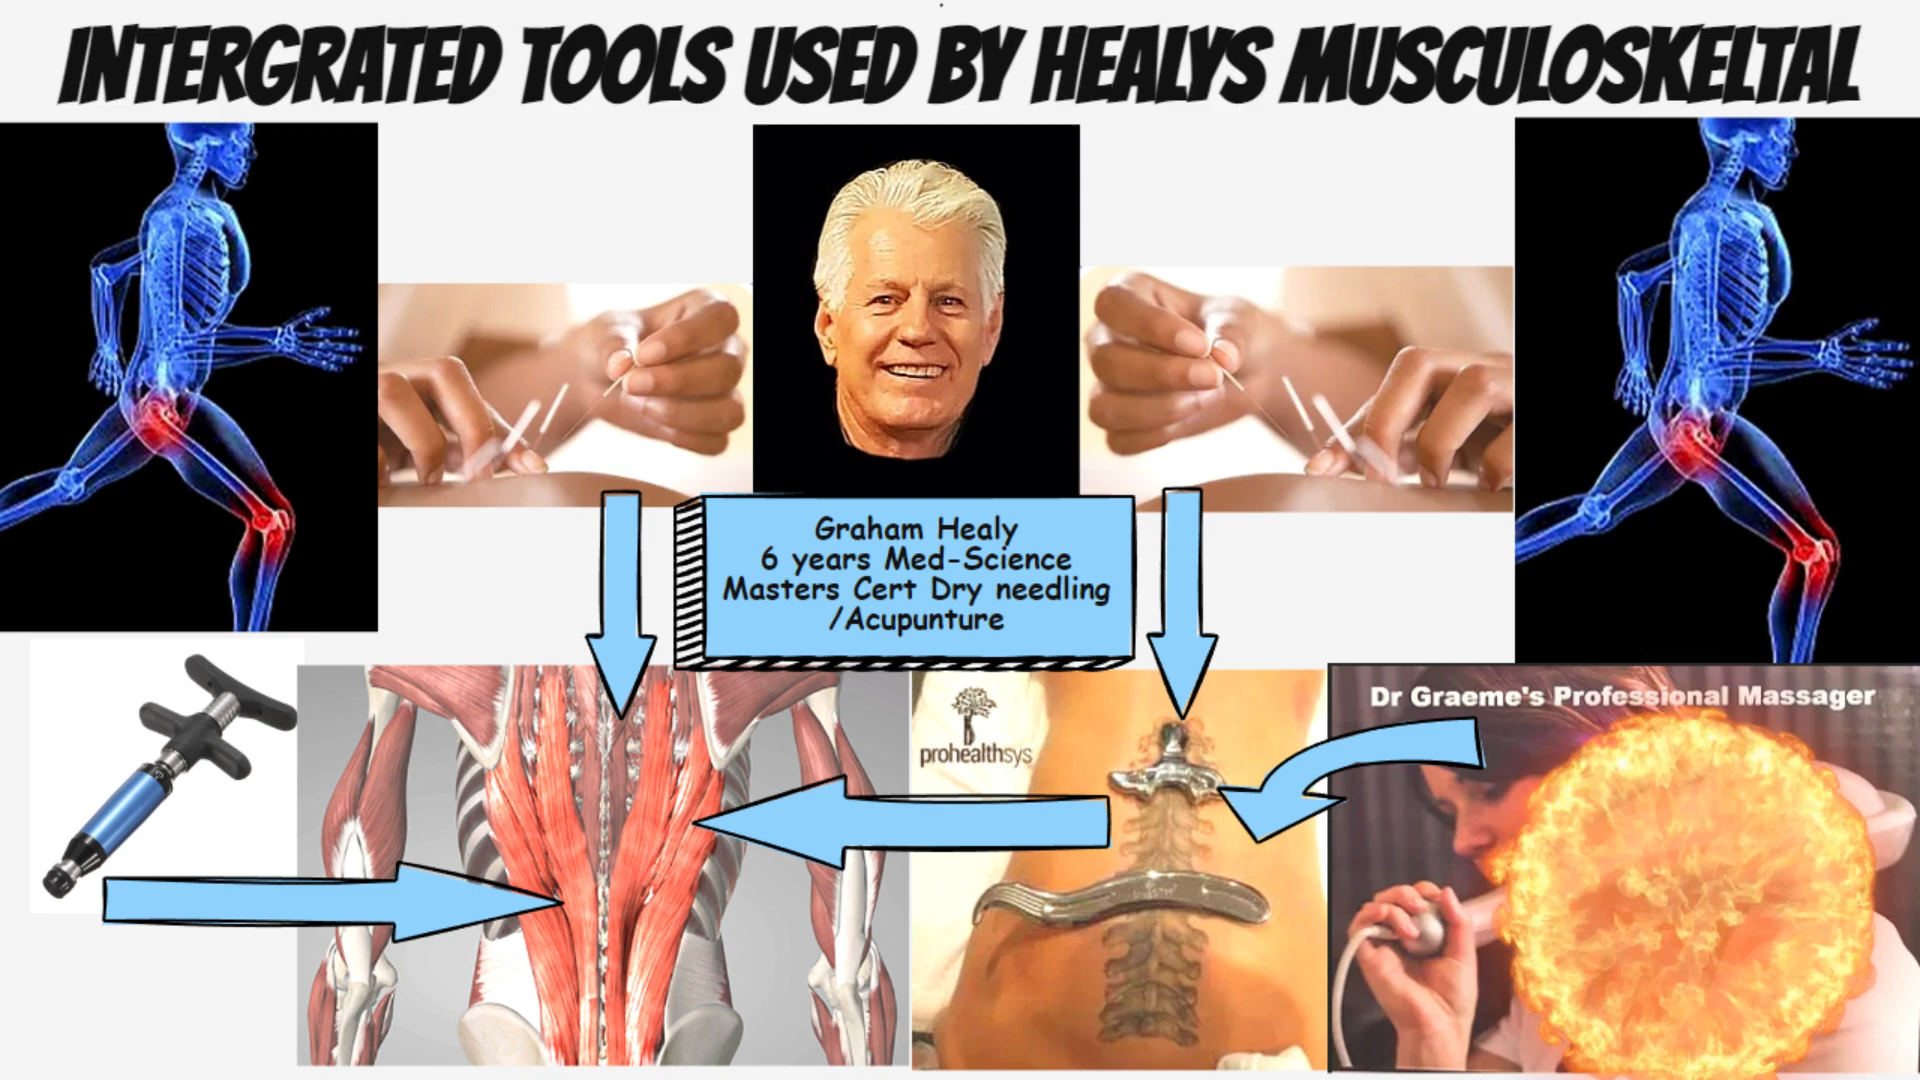 INTERGRATED TOOLS USED BY HEALYS MUSCULOSKELTAL
Graham Healy
6 years Med-Science
Masters Cert Dry needling
/Acupunture
prohealthsys
Dr Graeme's Professional Massager